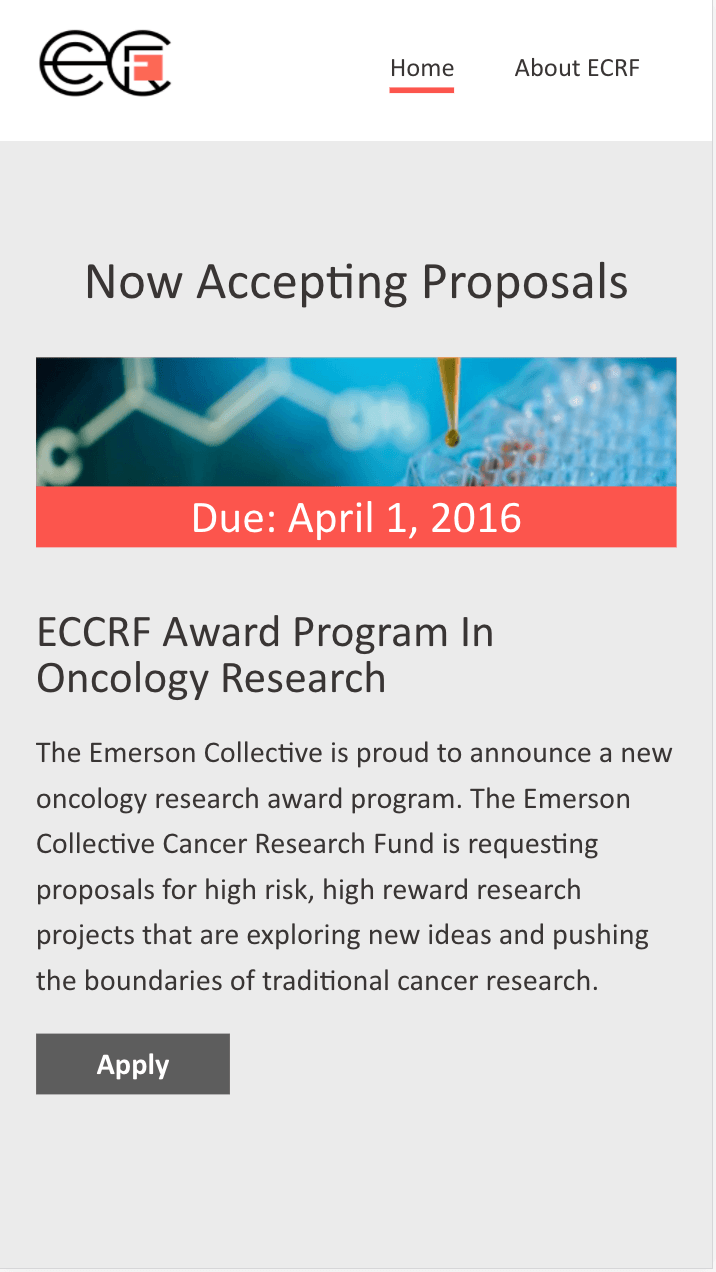 Home About ECRF
Now Accepting Proposals
Due: April 1, 2016
ECCRF Award Program In
Oncology Research
The Emerson Collective is proud to announce a new
oncology research award program. The Emerson
Collective Cancer Research Fund is requesting
proposals for high risk, high reward research
projects that are exploring new ideas and pushing
the boundaries of traditional cancer research.
Apply